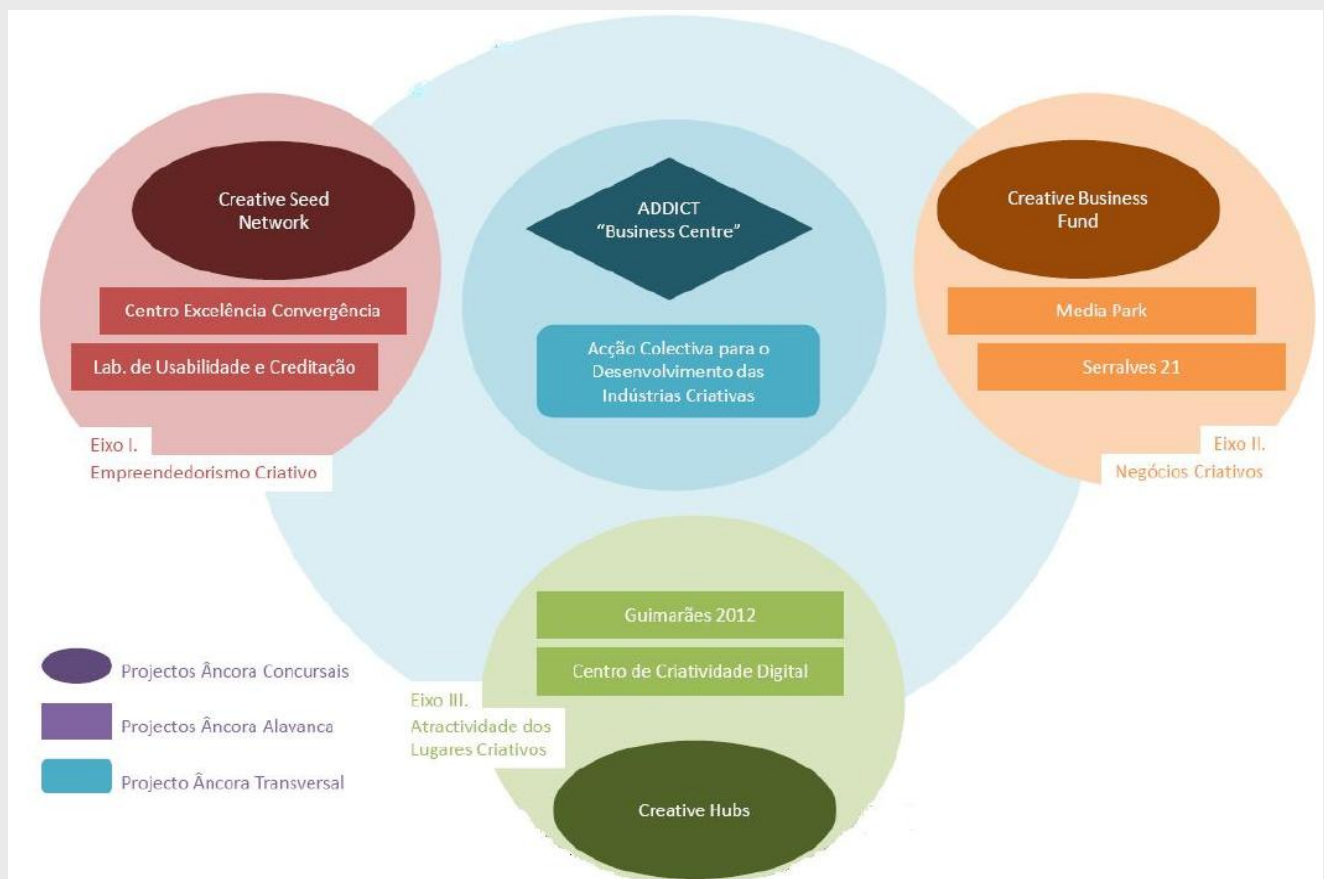 Creative Seed
Network
Centro Excelência Convergência
Lab. de Usabilidade e Creditação
Eixo I.
Empreendedorismo Criativo
ADDICT
“Business Centre”
Acção Colectiva para o
Desenvolvimento das
Indústrias Criativas
Creative Business
Fund
Media Park
Serralves 21
Eixo II.
Negócios Criativos
Guimarães 2012
Centro de Criatividade Digital
Eixo III.
Atractividade dos
Lugares Criativos
Creative Hubs
Projectos Âncora Concursais
Projectos Âncora Alavanca
Projecto Âncora Transversal